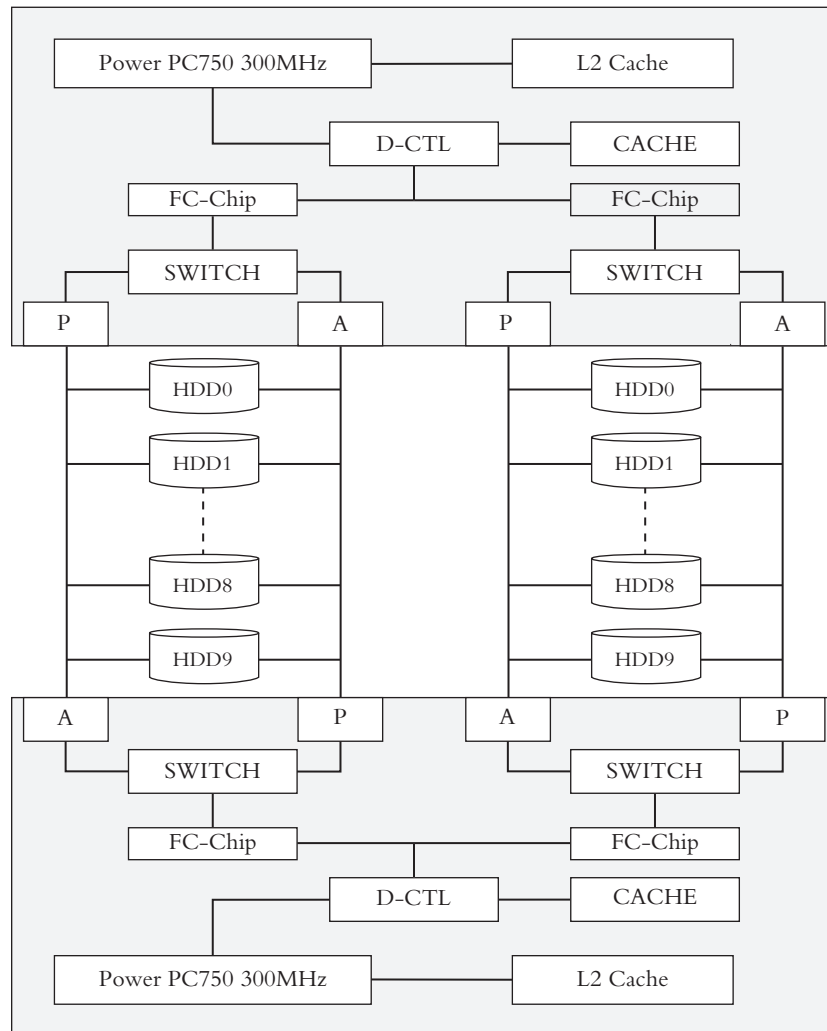 Power PC750 300MHz L2 Cache
D-CTL CACHE
FC-Chip FC-Chip
SWITCH SWITCH
P A P A
HDD0 HDD0
HDD1 HDD1
HDD8 HDD8
HDD9 HDD9
A P A P
SWITCH SWITCH
FC-Chip FC-Chip
D-CTL CACHE
Power PC750 300MHz L2 Cache